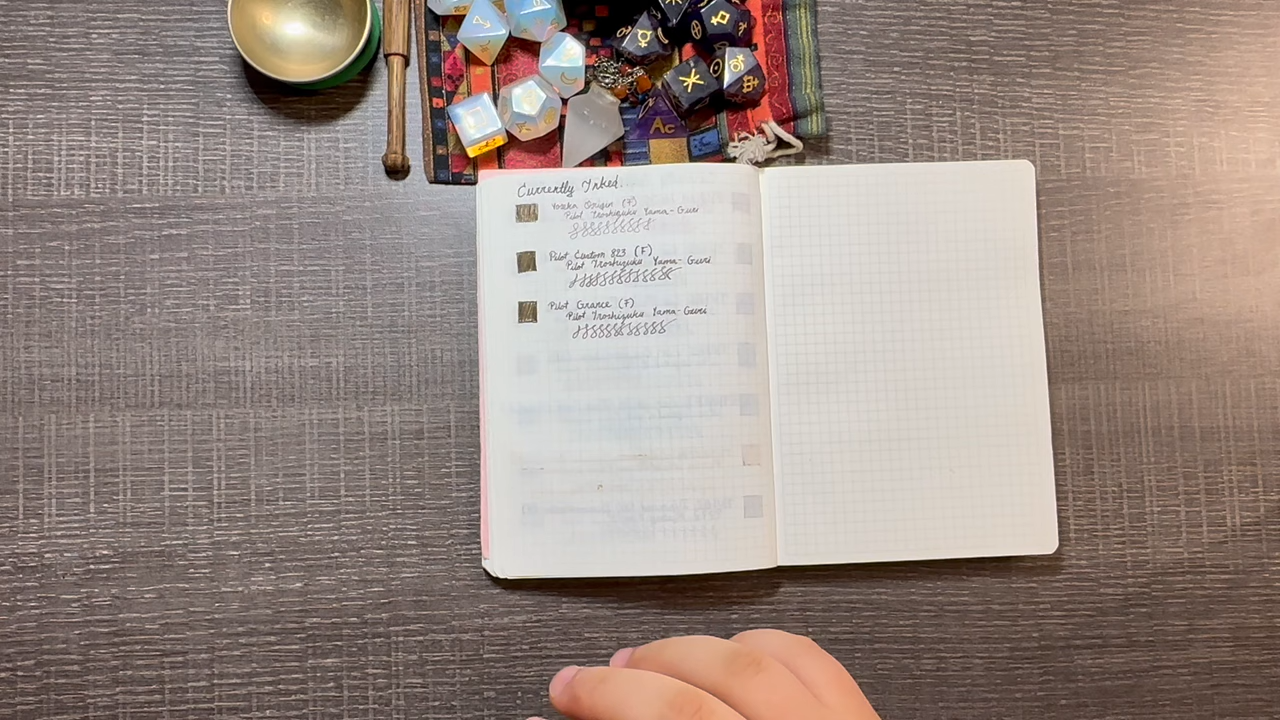 Ac
Currently Inked.
Origin (F)
Pilot Iroshizuku Yama-Guri
Pilot Custom 823 (F)
Pilot Iroshizuku Yama-Guri
Pilot Grance (F)
Pilot Iroshizuku Yama-Guri